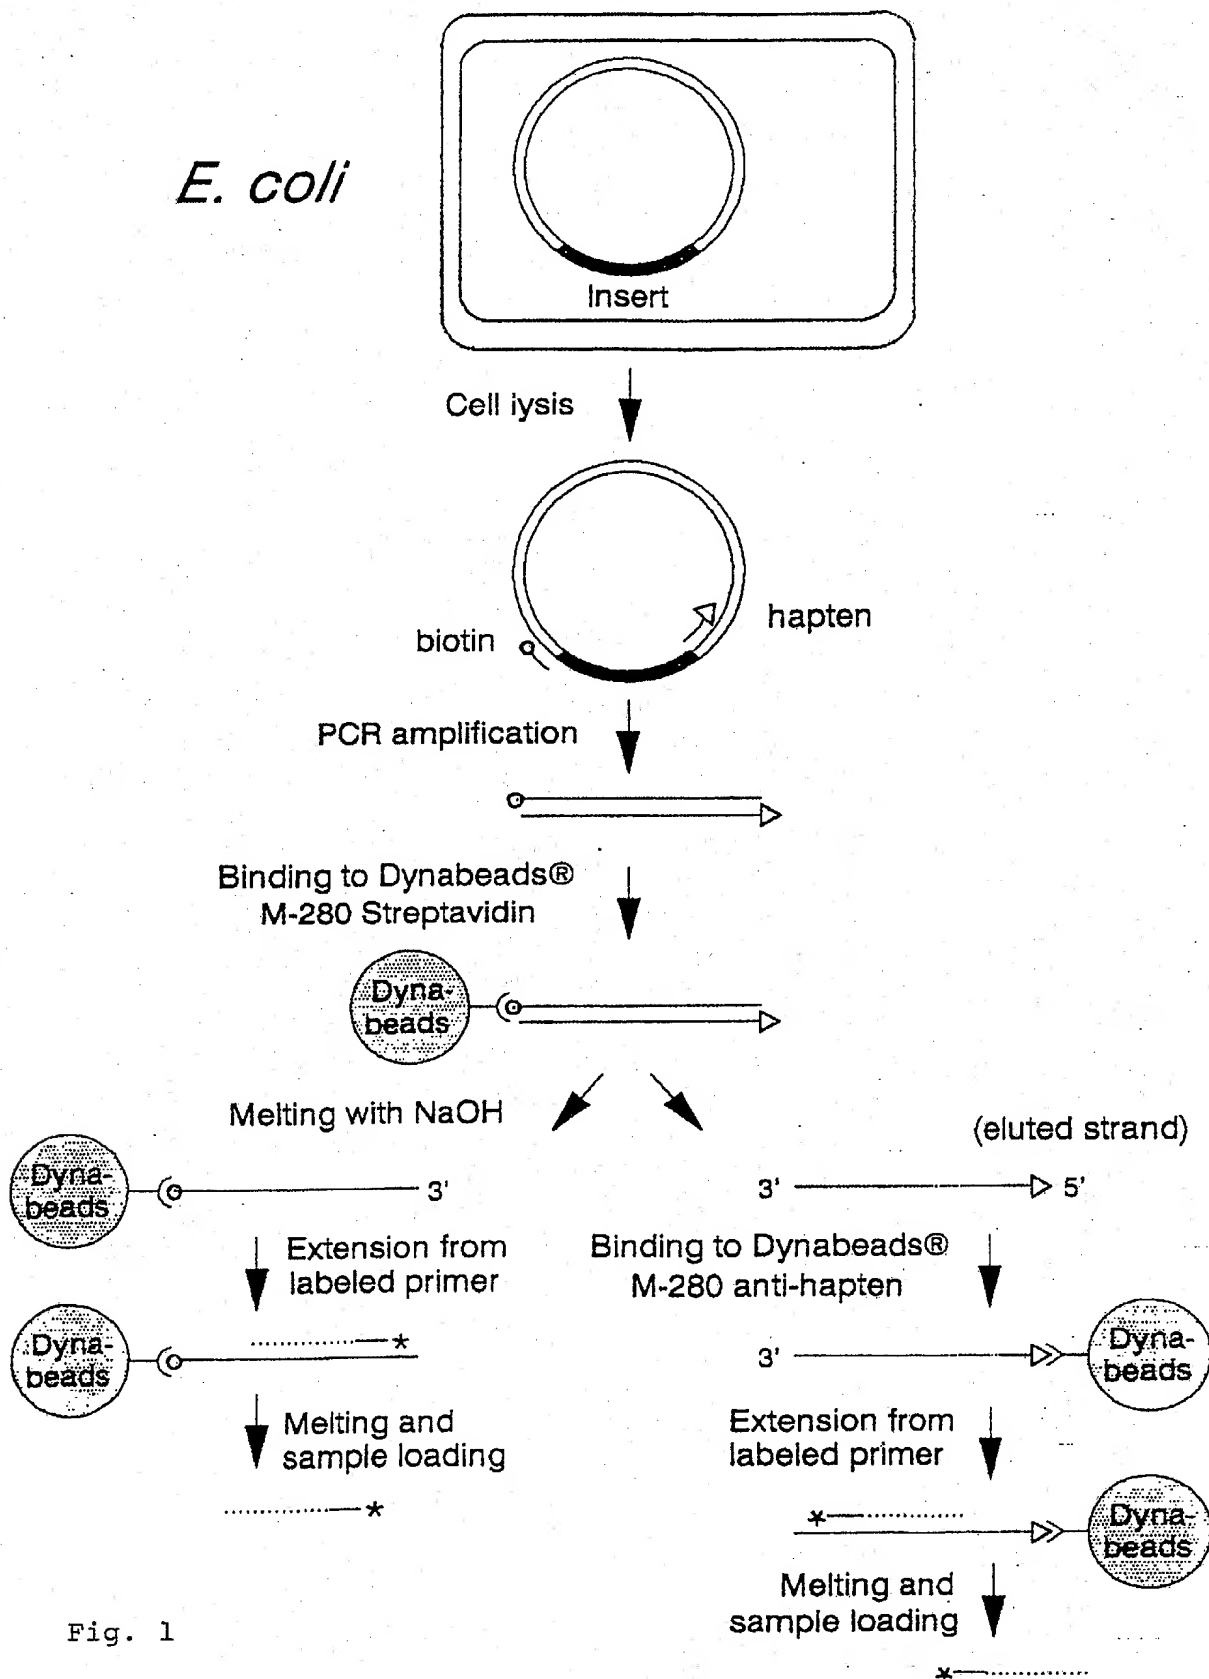 E. coli
Insert
Cell iysis
biotin
hapten
PCR amplification
Binding to Dynabeads®
M-280 Streptavidin
Dyna-
beads
Melting with NaOH
(eluted strand)
Dyna-
beads
3'
3'
5'
Extension from
labeled primer
Binding to Dynabeads®
M-280 anti-hapten
Dyna-
beads
*
3'
Dyna-
beads
Melting and
sample loading
Extension from
labeled primer
*
*
Dyna-
beads
Melting and
sample loading
*
Fig. 1